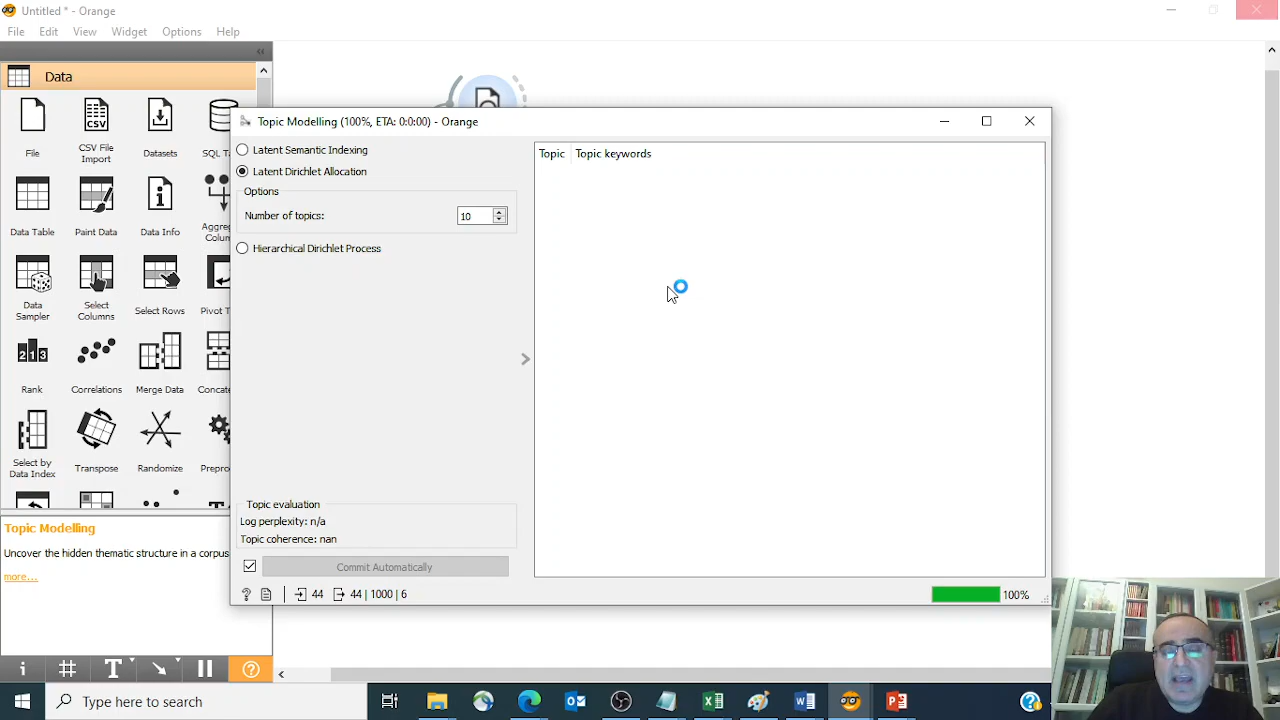 Untitled * - Orange
File Edit View Widget Options Help
Data
File
CSV File Import
Datasets
SQL Ta
Data Table
Paint Data
Data Info
Aggreg Colum
Data Sampler
Select Columns
Select Rows
Pivot T
Rank
Correlations
Merge Data
Concate
Select by Data Index
Transpose
Randomize
Preproc
Topic Modelling
Uncover the hidden thematic structure in a corpus
more...
Topic Modelling (100%, ETA: 0:0:00) - Orange
Latent Semantic Indexing
Latent Dirichlet Allocation
Options
Number of topics: 10
Hierarchical Dirichlet Process
Topic Topic keywords
Topic evaluation
Log perplexity: n/a
Topic coherence: nan
Commit Automatically
44 44 | 1000 | 6
100%
Type here to search